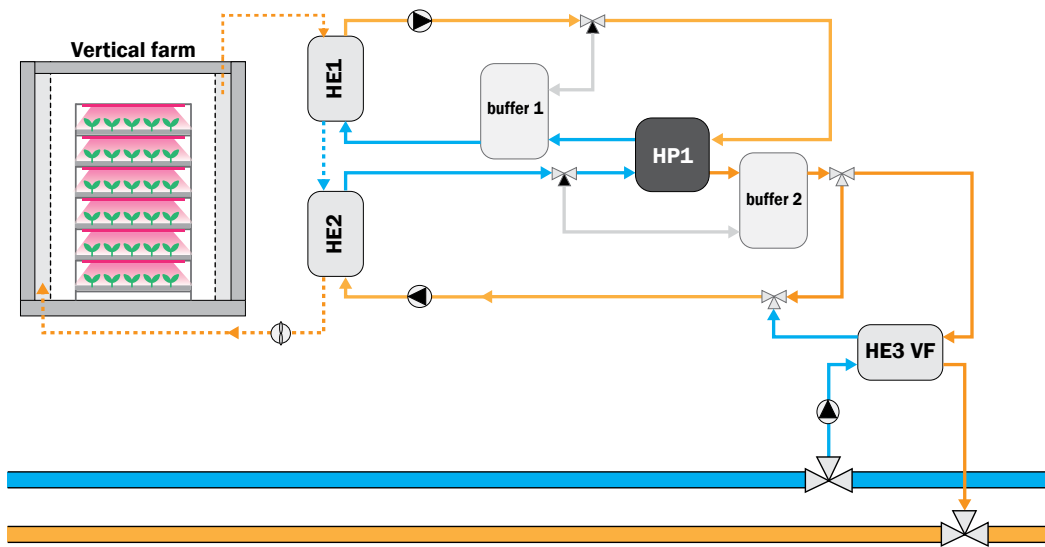 Vertical farm
HE1
buffer 1
HP1
HE2
buffer 2
HE3 VF